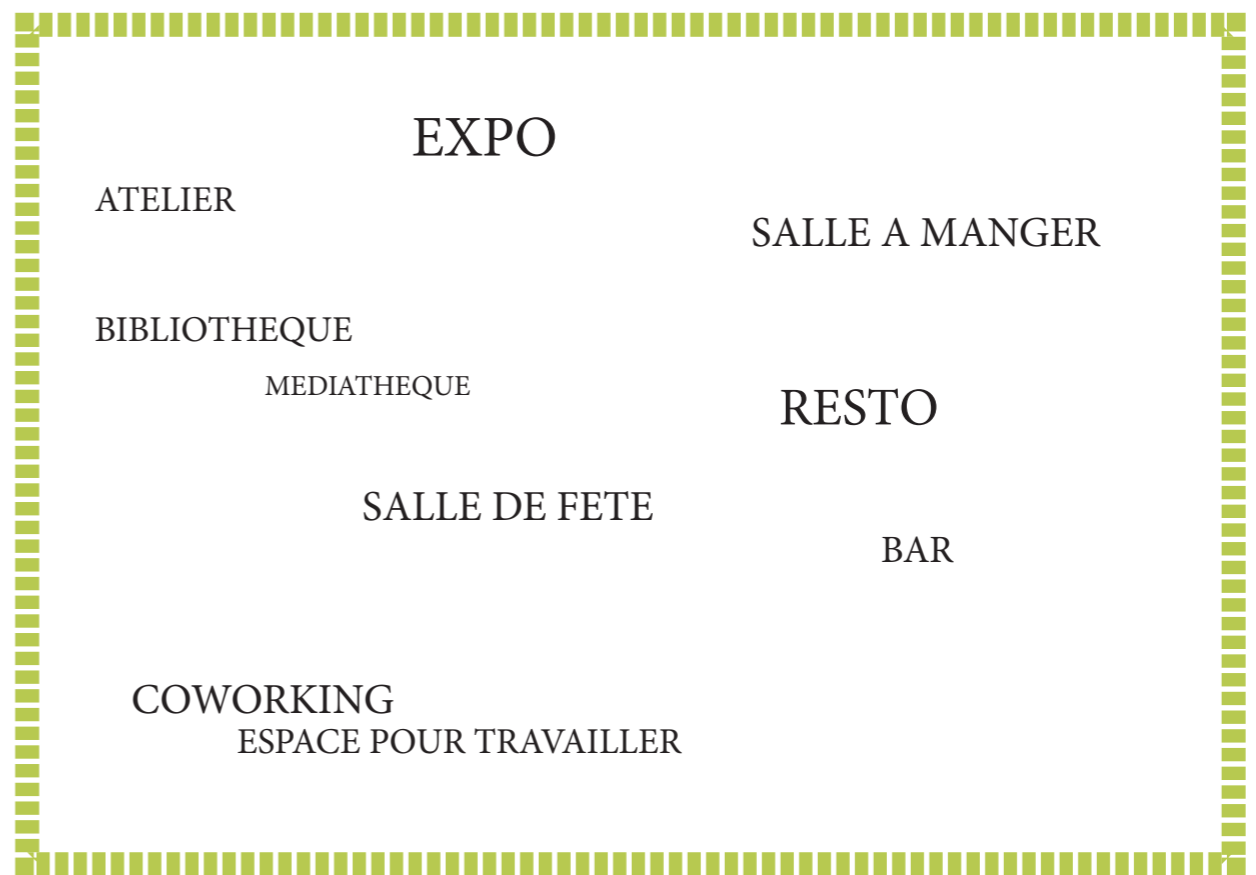 EXPO
ATELIER
SALLE A MANGER
BIBLIOTHEQUE
MEDIATHEQUE
RESTO
SALLE DE FETE
BAR
COWORKING
ESPACE POUR TRAVAILLER